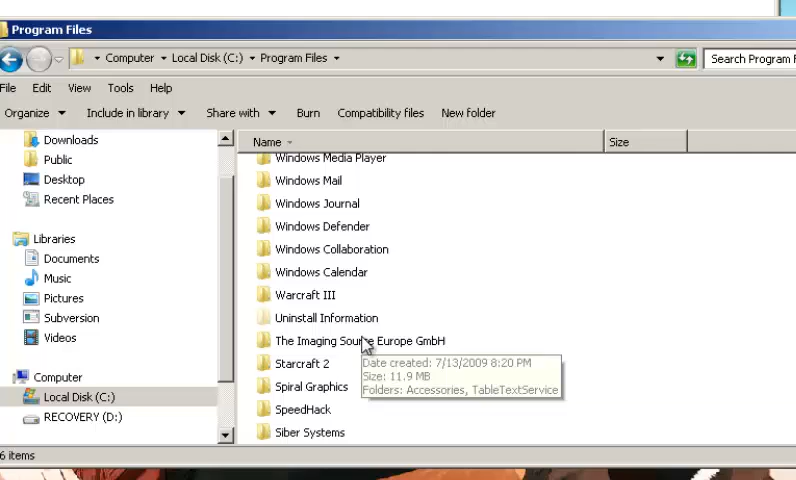 Program Files
Computer Local Disk (C:) Program Files
Search Program F
File Edit View Tools Help
Organize Include in library Share with Burn Compatibility files New folder
Downloads
Public
Desktop
Recent Places
Libraries
Documents
Music
Pictures
Subversion
Videos
Computer
Local Disk (C:)
RECOVERY (D:)
Name Size
Windows Media Player
Windows Mail
Windows Journal
Windows Defender
Windows Collaboration
Windows Calendar
Warcraft III
Uninstall Information
The Imaging Source Europe GmbH
Starcraft 2
Spiral Graphics
SpeedHack
Siber Systems
Date created: 7/13/2009 8:20 PM
Size: 11.9 MB
Folders: Accessories, TableTextService
6 items